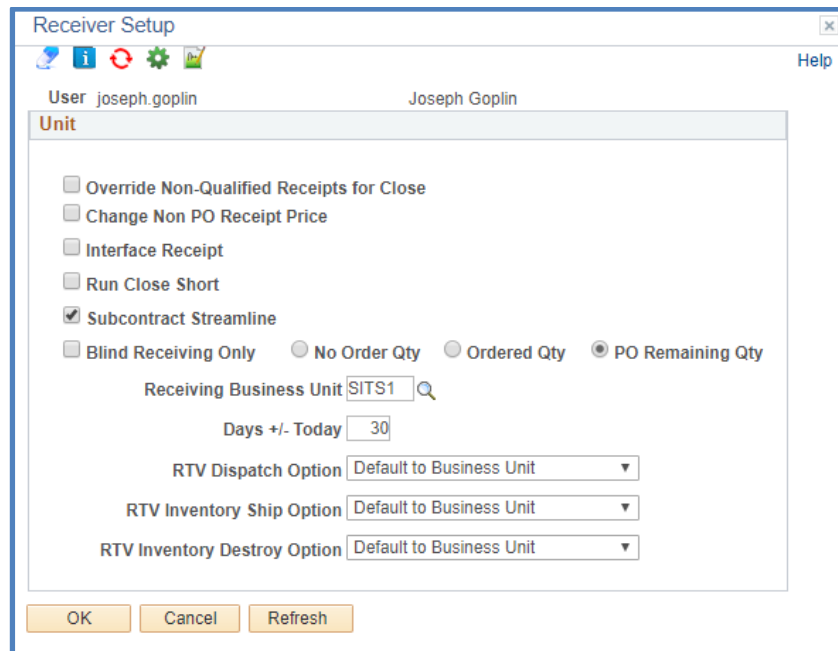 Receiver Setup
Help
User joseph.goplin Joseph Goplin
Unit
Override Non-Qualified Receipts for Close
Change Non PO Receipt Price
Interface Receipt
Run Close Short
Subcontract Streamline
Blind Receiving Only No Order Qty Ordered Qty PO Remaining Qty
Receiving Business Unit SITS1
Days +/- Today 30
RTV Dispatch Option Default to Business Unit
RTV Inventory Ship Option Default to Business Unit
RTV Inventory Destroy Option Default to Business Unit
OK Cancel Refresh